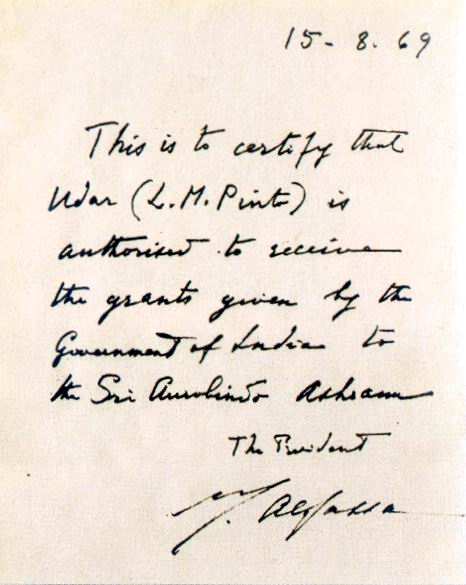 15-8.69
This is to certify that
Udar (L.M.Pinto) is
authorised to receive
the grants given by the
Government of India to
the Sri Aurobindo Ashram
The President
M. Alfassa